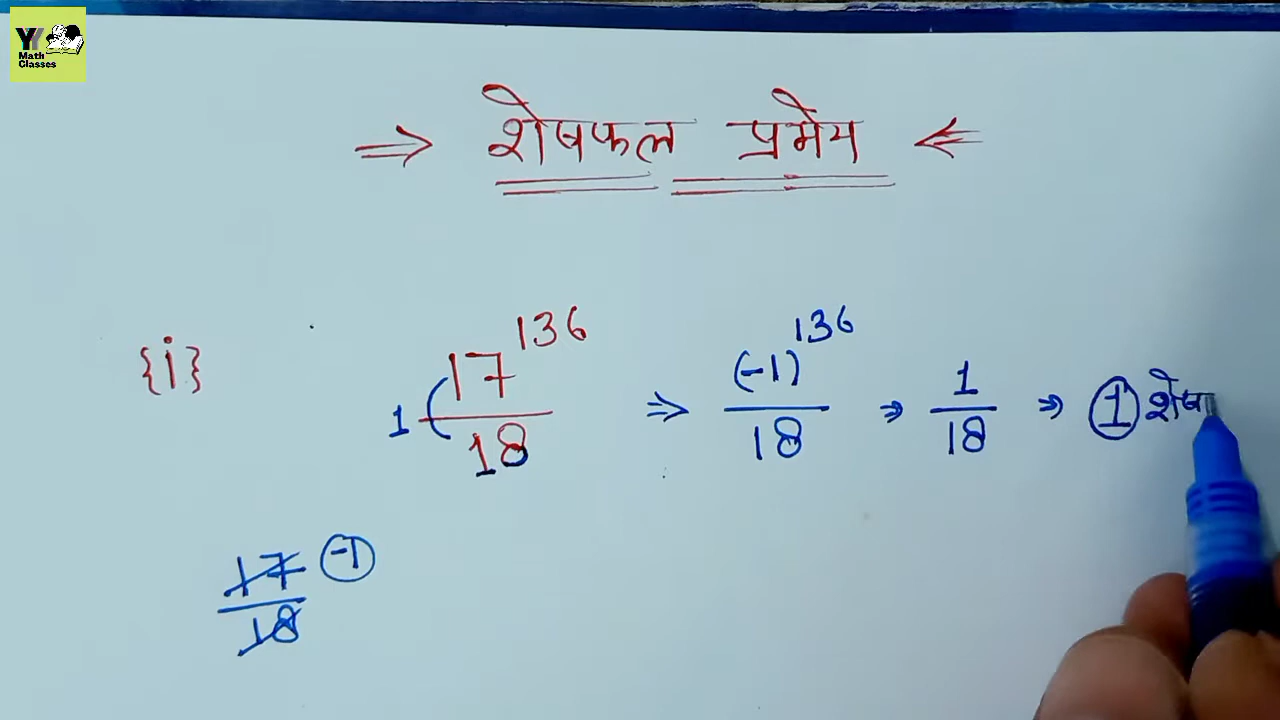 YY
Math
Classes
⇒ शेषफल प्रमेय ⇐
{i} 1 ( 17^136 / 18 ⇒ (-1)^136 / 18 ⇒ 1 / 18 ⇒ 1 शेष
17 / 18 -1